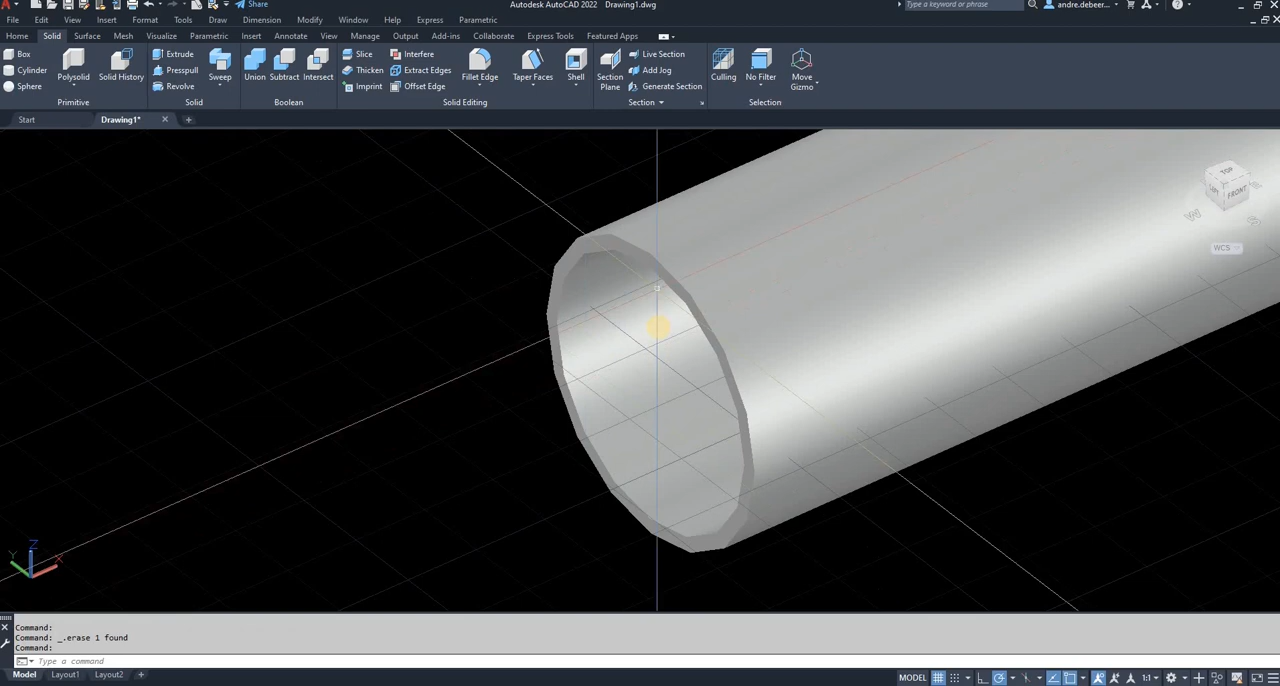 Autodesk AutoCAD 2022 Drawing1.dwg
Share
Type a keyword or phrase
andre.debeer...
File Edit View Insert Format Tools Draw Dimension Modify Window Help Express Parametric
Home Solid Surface Mesh Visualize Parametric Insert Annotate View Manage Output Add-ins Collaborate Express Tools Featured Apps
Box
Cylinder
Sphere
Polysolid
Solid History
Primitive
Extrude
Presspull
Revolve
Sweep
Solid
Union
Subtract
Intersect
Boolean
Slice
Thicken
Imprint
Interfere
Extract Edges
Offset Edge
Fillet Edge
Taper Faces
Shell
Solid Editing
Section Plane
Live Section
Add Jog
Generate Section
Section
Culling
No Filter
Move Gizmo
Selection
Start
Drawing1*
TOP
FRONT
W
S
WCS
Z
Y
X
Command:
Command: _.erase 1 found
Command:
Type a command
Model Layout1 Layout2
MODEL
1:1